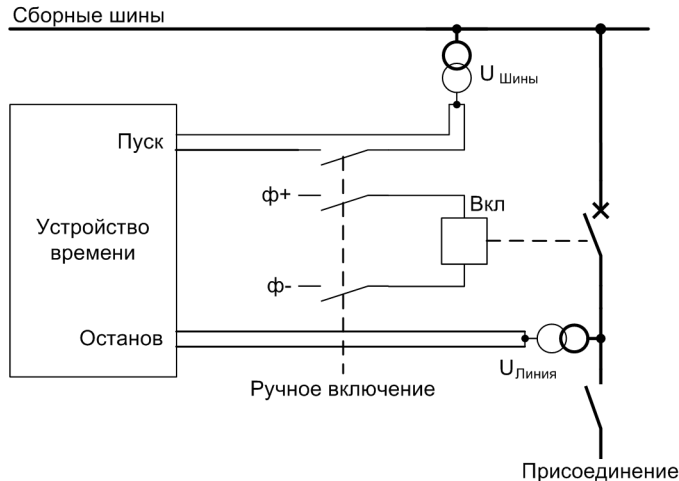 Сборные шины
U Шины
Пуск
ф+
Вкл
Устройство
времени
ф-
Останов
U Линия
Ручное включение
Присоединение